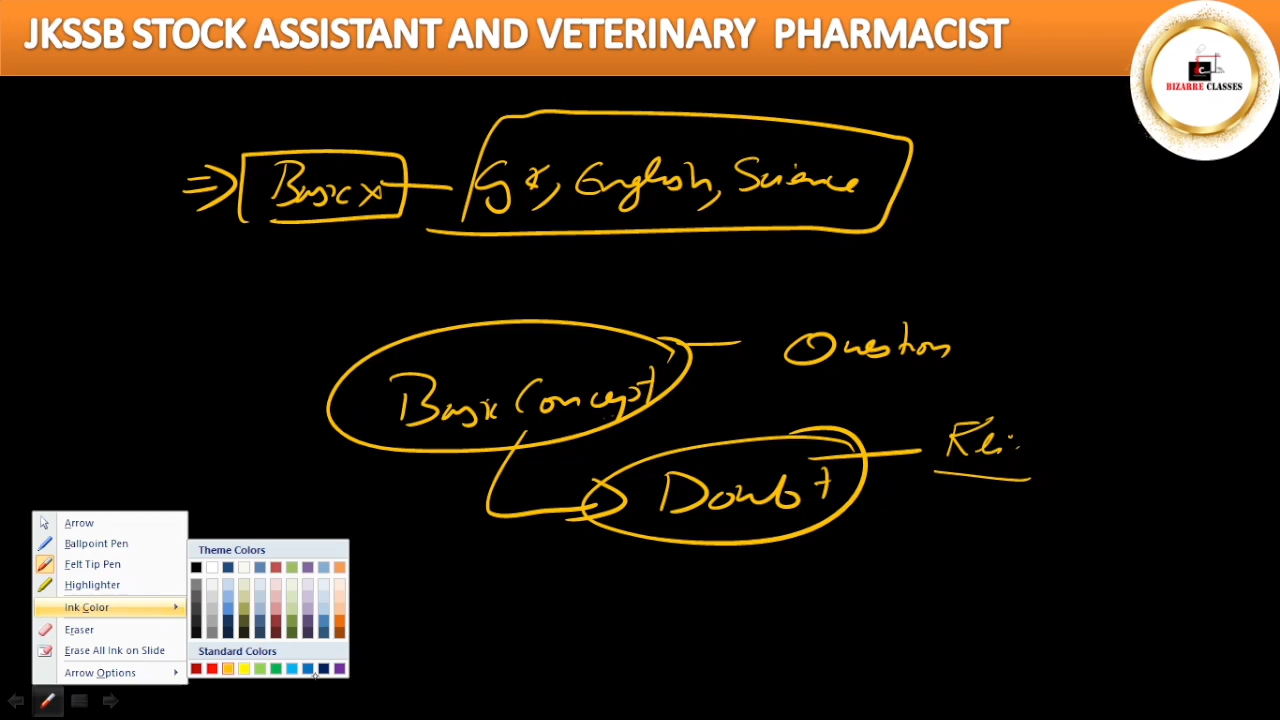 JKSSB STOCK ASSISTANT AND VETERINARY PHARMACIST
BIZARRE CLASSES
Basic
English, Science
Question
Basic Concept
Doubt
Arrow
Ballpoint Pen
Felt Tip Pen
Highlighter
Ink Color
Eraser
Erase All Ink on Slide
Arrow Options
Theme Colors
Standard Colors